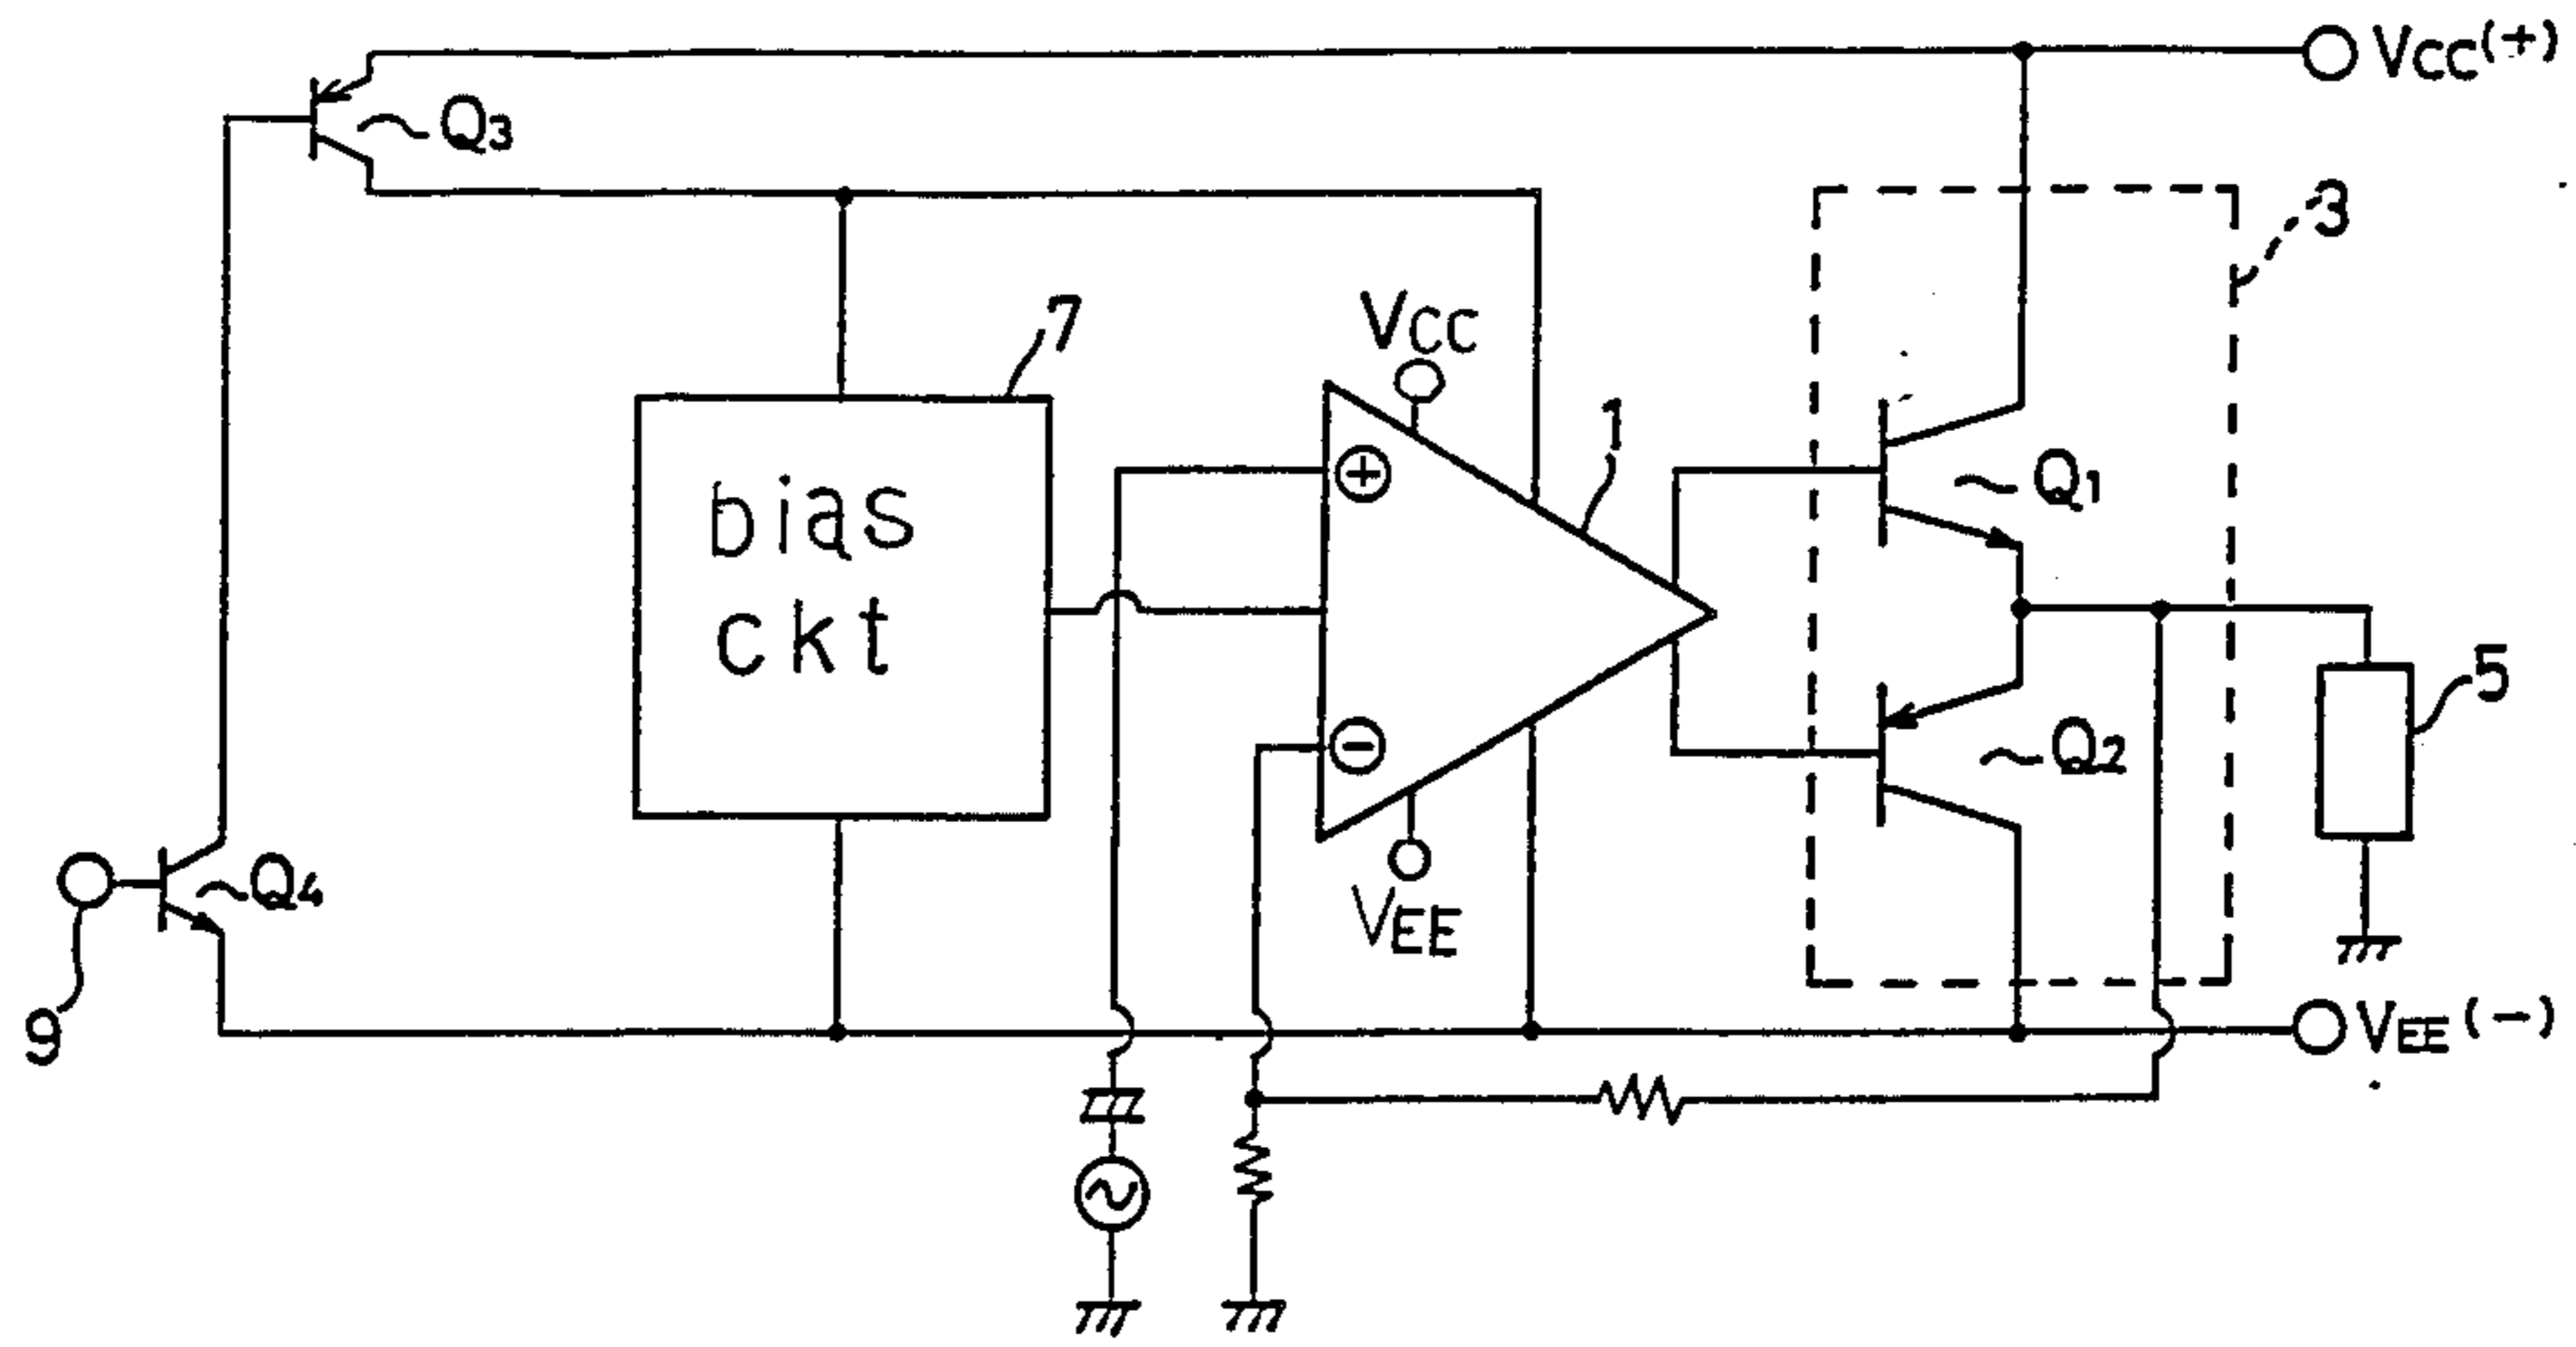 VCC(+)
Q3
3
7
VCC
1
bias
ckt
⊕
Q1
5
⊖
Q2
Q4
VEE
9
VEE(-)